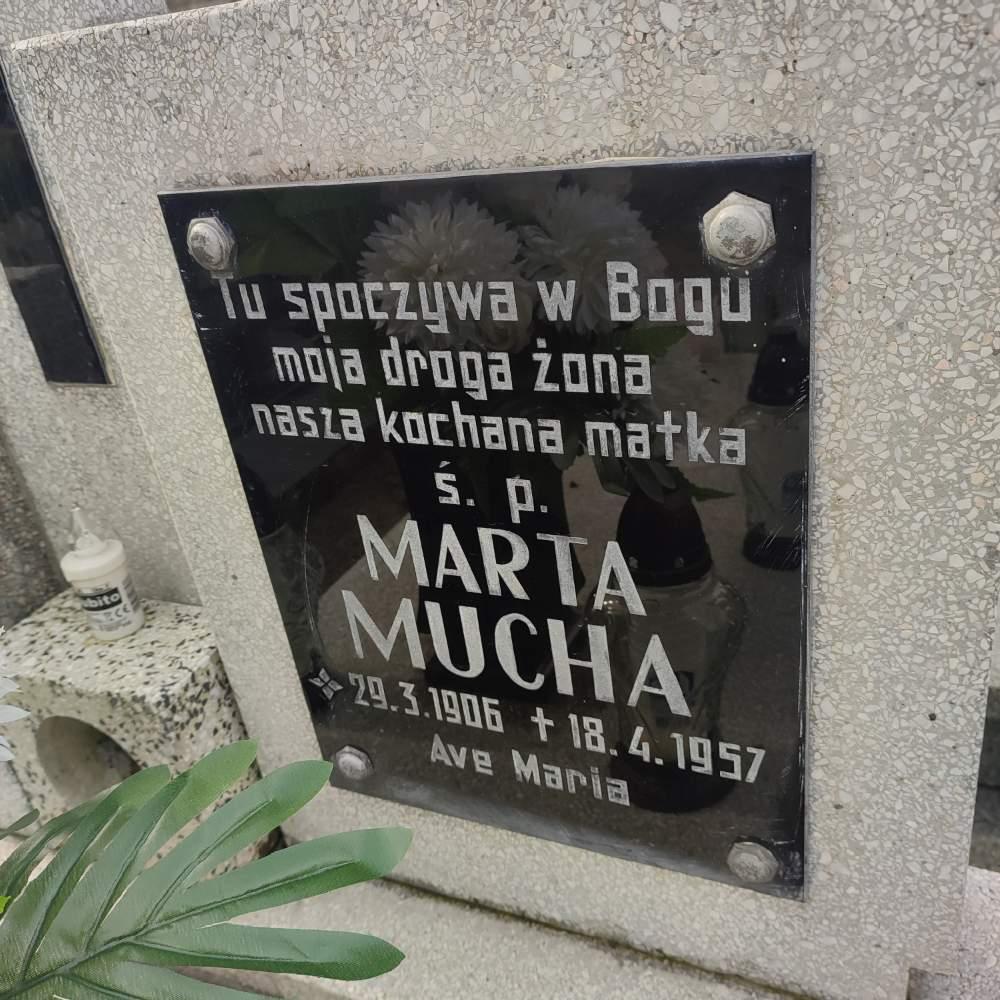 Tu spoczywa w Bogu
moja droga żona
nasza kochana matka
ś. p.
MARTA
MUCHA
29.3.1906 ✝ 18.4.1957
Ave Maria